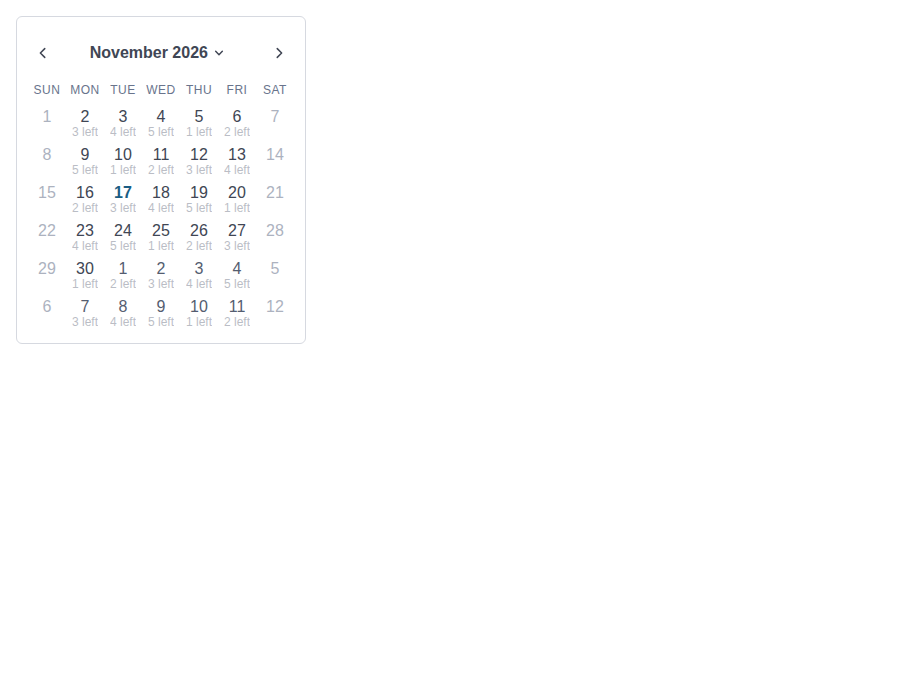 November 2026
SUN MON TUE WED THU FRI SAT
1 2 3 4 5 6 7
3 left 4 left 5 left 1 left 2 left
8 9 10 11 12 13 14
5 left 1 left 2 left 3 left 4 left
15 16 17 18 19 20 21
2 left 3 left 4 left 5 left 1 left
22 23 24 25 26 27 28
4 left 5 left 1 left 2 left 3 left
29 30 1 2 3 4 5
1 left 2 left 3 left 4 left 5 left
6 7 8 9 10 11 12
3 left 4 left 5 left 1 left 2 left